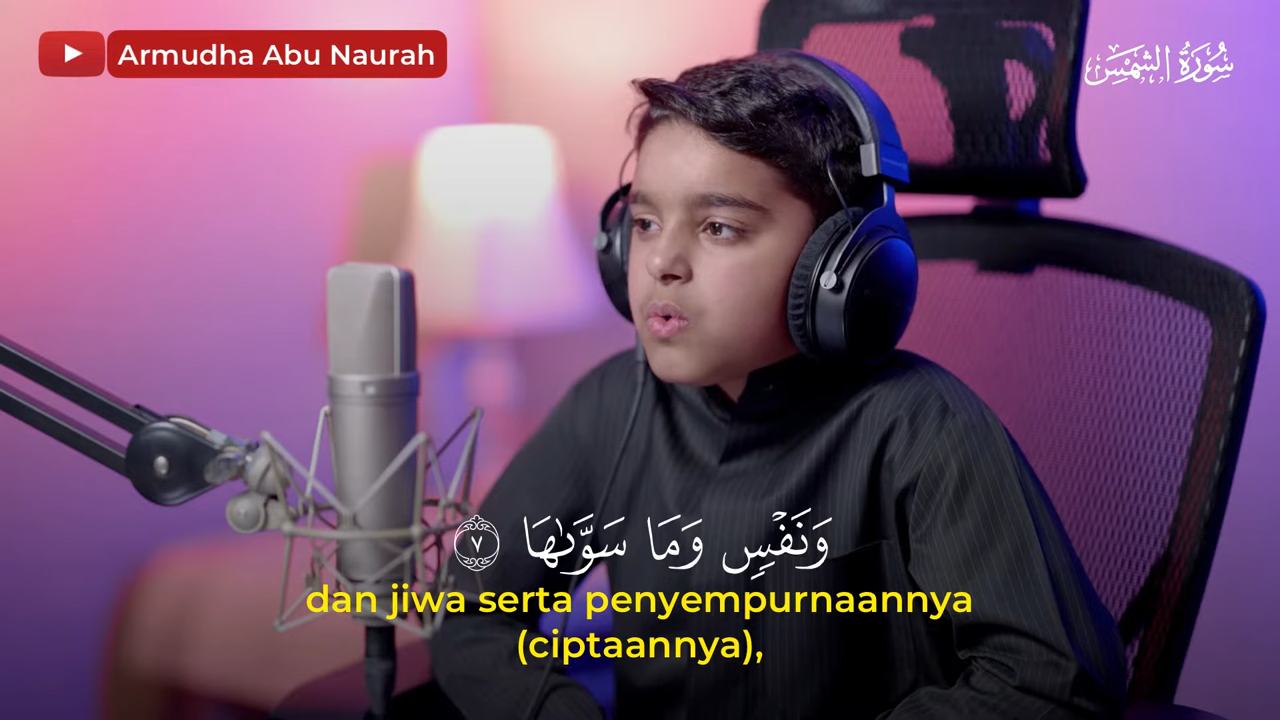 Armudha Abu Naurah
سُورَةُ الشَّمْسِ
وَنَفْسٍ وَمَا سَوَّىٰهَا ٧
dan jiwa serta penyempurnaannya
(ciptaannya),